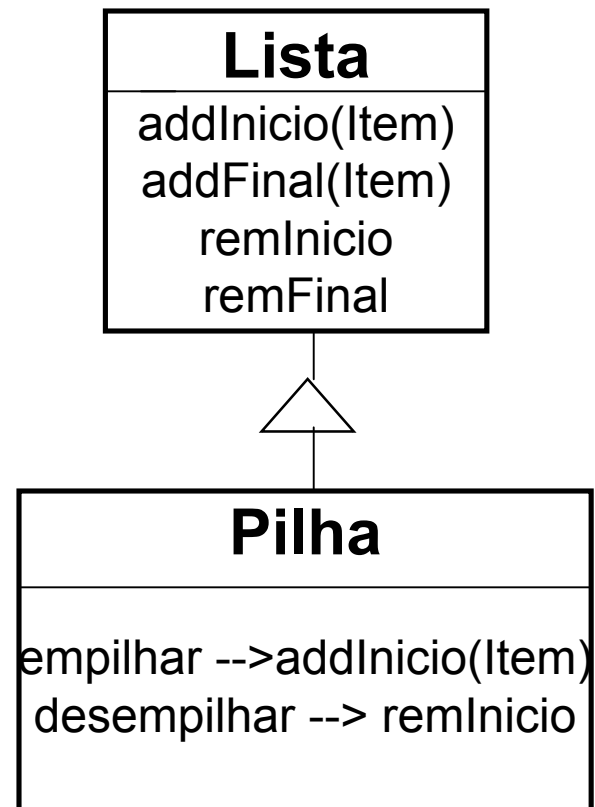 Lista
addInicio(Item)
addFinal(Item)
remInicio
remFinal
Pilha
empilhar -->addInicio(Item)
desempilhar --> remInicio